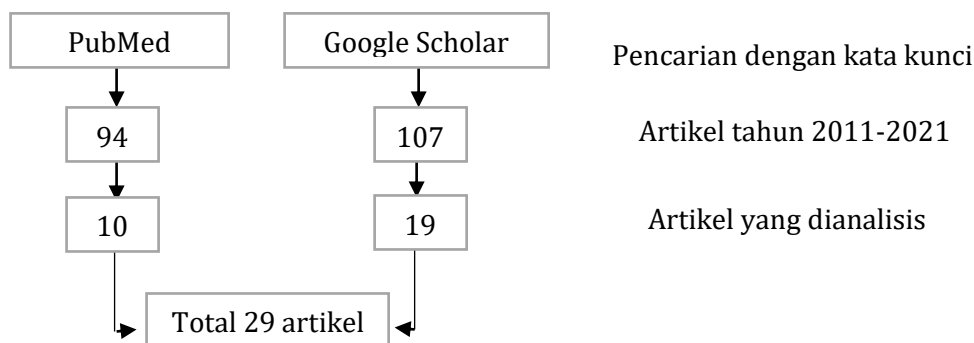 PubMed
Google Scholar
Pencarian dengan kata kunci
94
107
Artikel tahun 2011-2021
10
19
Artikel yang dianalisis
Total 29 artikel